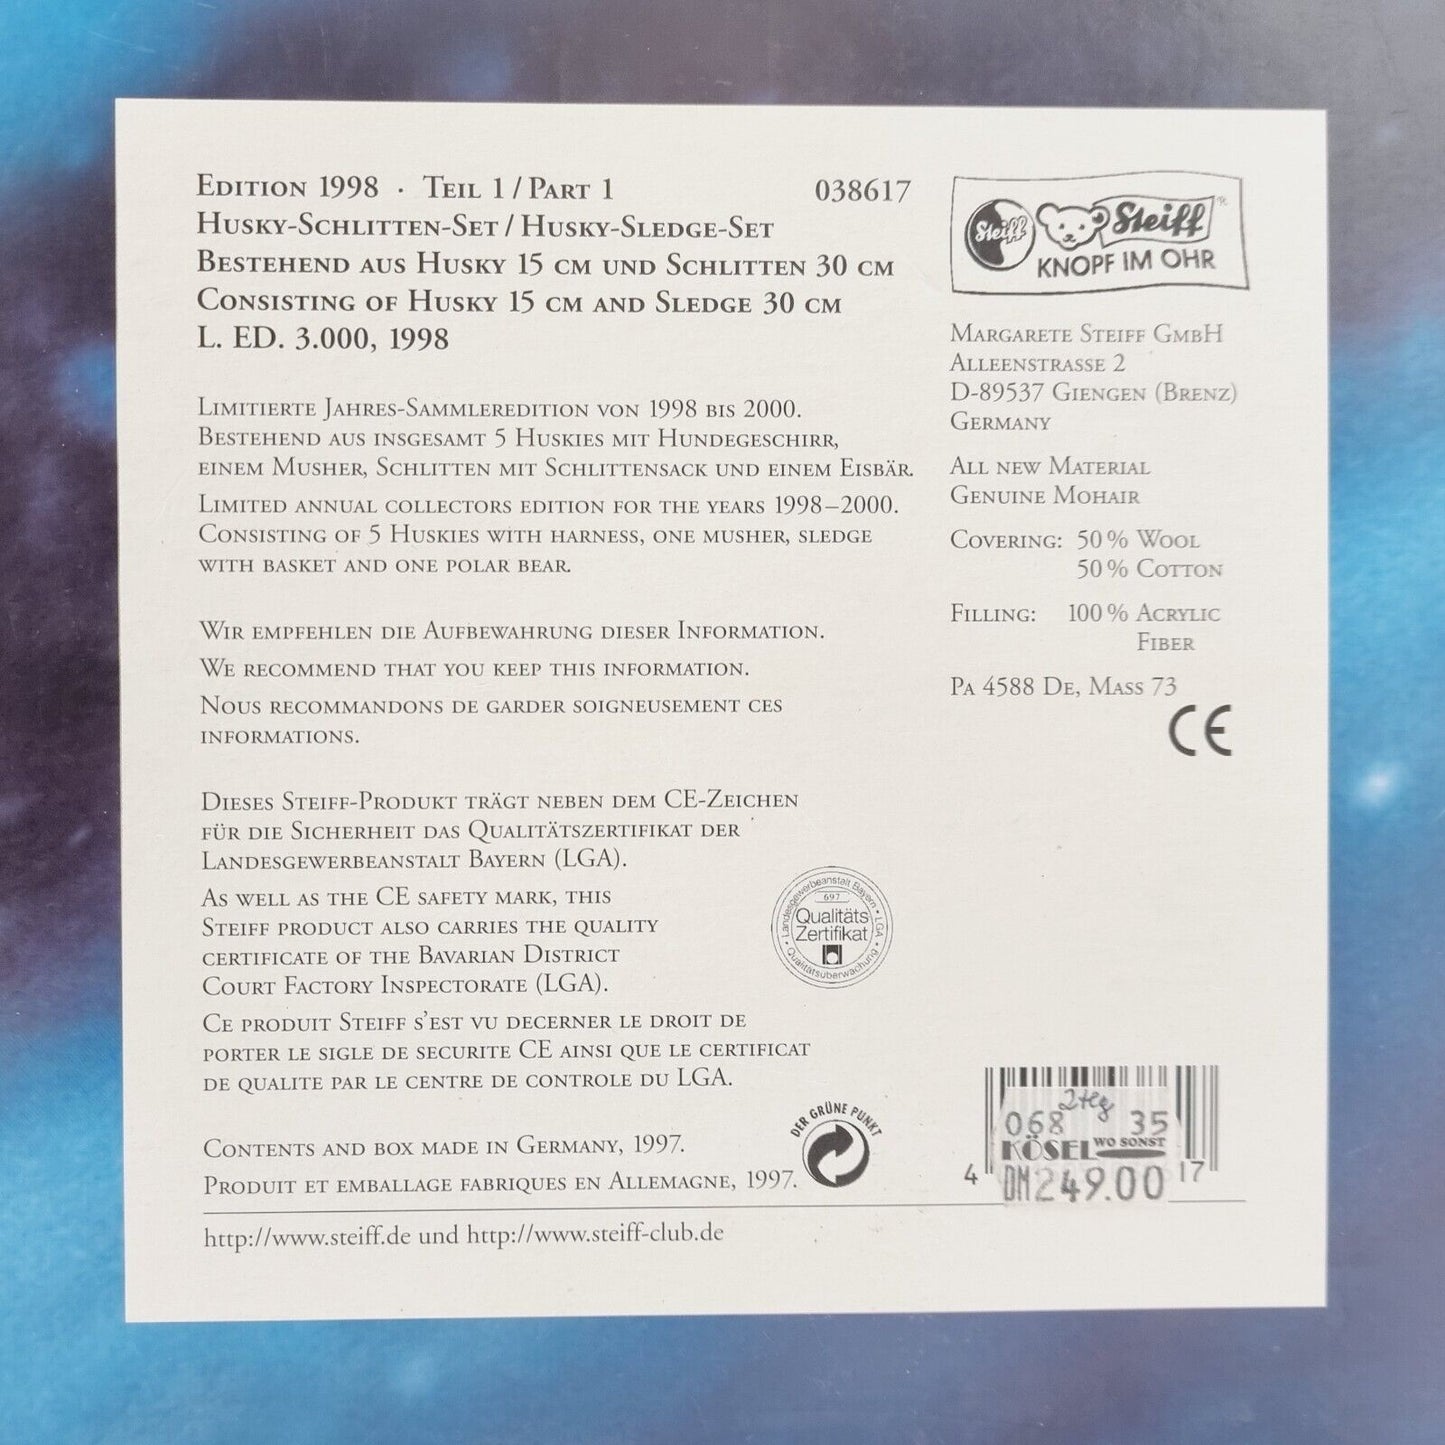 Edition 1998 · Teil 1 / Part 1 038617
Husky-Schlitten-Set / Husky-Sledge-Set
Bestehend aus Husky 15 cm und Schlitten 30 cm
Consisting of Husky 15 cm and Sledge 30 cm
L. ED. 3.000, 1998
Limitierte Jahres-Sammleredition von 1998 bis 2000.
Bestehend aus insgesamt 5 Huskies mit Hundegeschirr,
einem Musher, Schlitten mit Schlittensack und einem Eisbär.
Limited annual collectors edition for the years 1998–2000.
Consisting of 5 Huskies with harness, one musher, sledge
with basket and one polar bear.
Wir empfehlen die Aufbewahrung dieser Information.
We recommend that you keep this information.
Nous recommandons de garder soigneusement ces
informations.
Dieses Steiff-Produkt trägt neben dem CE-Zeichen
für die Sicherheit das Qualitätszertifikat der
Landesgewerbeanstalt Bayern (LGA).
As well as the CE safety mark, this
Steiff product also carries the quality
certificate of the Bavarian District
Court Factory Inspectorate (LGA).
Ce produit Steiff s'est vu decerner le droit de
porter le sigle de securite CE ainsi que le certificat
de qualite par le centre de controle du LGA.
Landesgewerbeanstalt Bayern • LGA •
697
Qualitäts
Zertifikat
Qualitätsüberwachung
Contents and box made in Germany, 1997.
Produit et emballage fabriques en Allemagne, 1997.
DER GRÜNE PUNKT
http://www.steiff.de und http://www.steiff-club.de
Steiff
Steiff ®
KNOPF IM OHR
Margarete Steiff GmbH
Alleenstrasse 2
D-89537 Giengen (Brenz)
Germany
All new Material
Genuine Mohair
Covering: 50 % Wool
50 % Cotton
Filling: 100 % Acrylic
Fiber
Pa 4588 De, Mass 73
CE
068 35
KÖSEL WO SONST
4 DM249.00 17